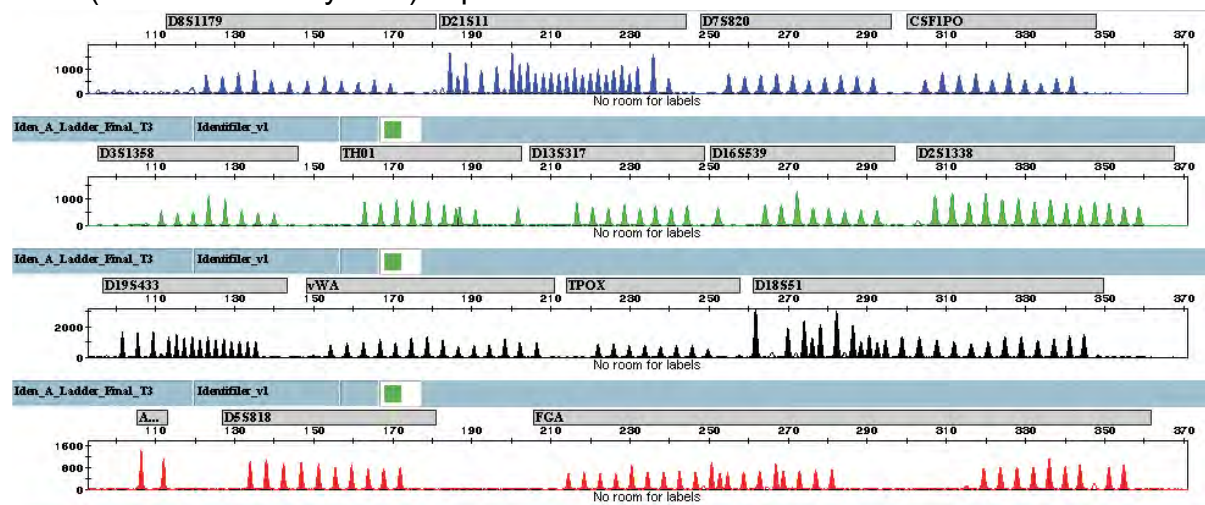 D8S1179 D21S11 D7S820 CSF1PO
110 130 150 170 190 210 230 250 270 290 310 330 350 370
1000
0
No room for labels
Iden_A_Ladder_Final_T3 Identifiler_v1
D3S1358 TH01 D13S317 D16S539 D2S1338
110 130 150 170 190 210 230 250 270 290 310 330 350 370
1000
0
No room for labels
Iden_A_Ladder_Final_T3 Identifiler_v1
D19S433 vWA TPOX D18S51
110 130 150 170 190 210 230 250 270 290 310 330 350 370
2000
0
No room for labels
Iden_A_Ladder_Final_T3 Identifiler_v1
A... D5S818 FGA
110 130 150 170 190 210 230 250 270 290 310 330 350 370
1600
800
0
No room for labels